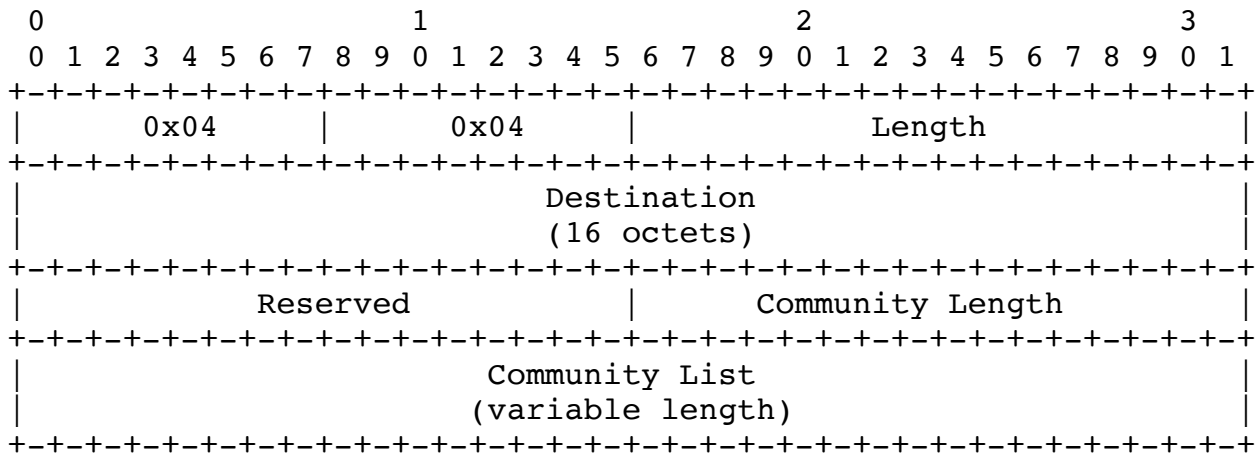 0                   1                   2                   3
0 1 2 3 4 5 6 7 8 9 0 1 2 3 4 5 6 7 8 9 0 1 2 3 4 5 6 7 8 9 0 1
+-+-+-+-+-+-+-+-+-+-+-+-+-+-+-+-+-+-+-+-+-+-+-+-+-+-+-+-+-+-+-+-+
|      0x04     |      0x04     |            Length             |
+-+-+-+-+-+-+-+-+-+-+-+-+-+-+-+-+-+-+-+-+-+-+-+-+-+-+-+-+-+-+-+-+
|                           Destination                         |
|                           (16 octets)                         |
+-+-+-+-+-+-+-+-+-+-+-+-+-+-+-+-+-+-+-+-+-+-+-+-+-+-+-+-+-+-+-+-+
|            Reserved           |      Community Length         |
+-+-+-+-+-+-+-+-+-+-+-+-+-+-+-+-+-+-+-+-+-+-+-+-+-+-+-+-+-+-+-+-+
|                        Community List                         |
|                       (variable length)                       |
+-+-+-+-+-+-+-+-+-+-+-+-+-+-+-+-+-+-+-+-+-+-+-+-+-+-+-+-+-+-+-+-+